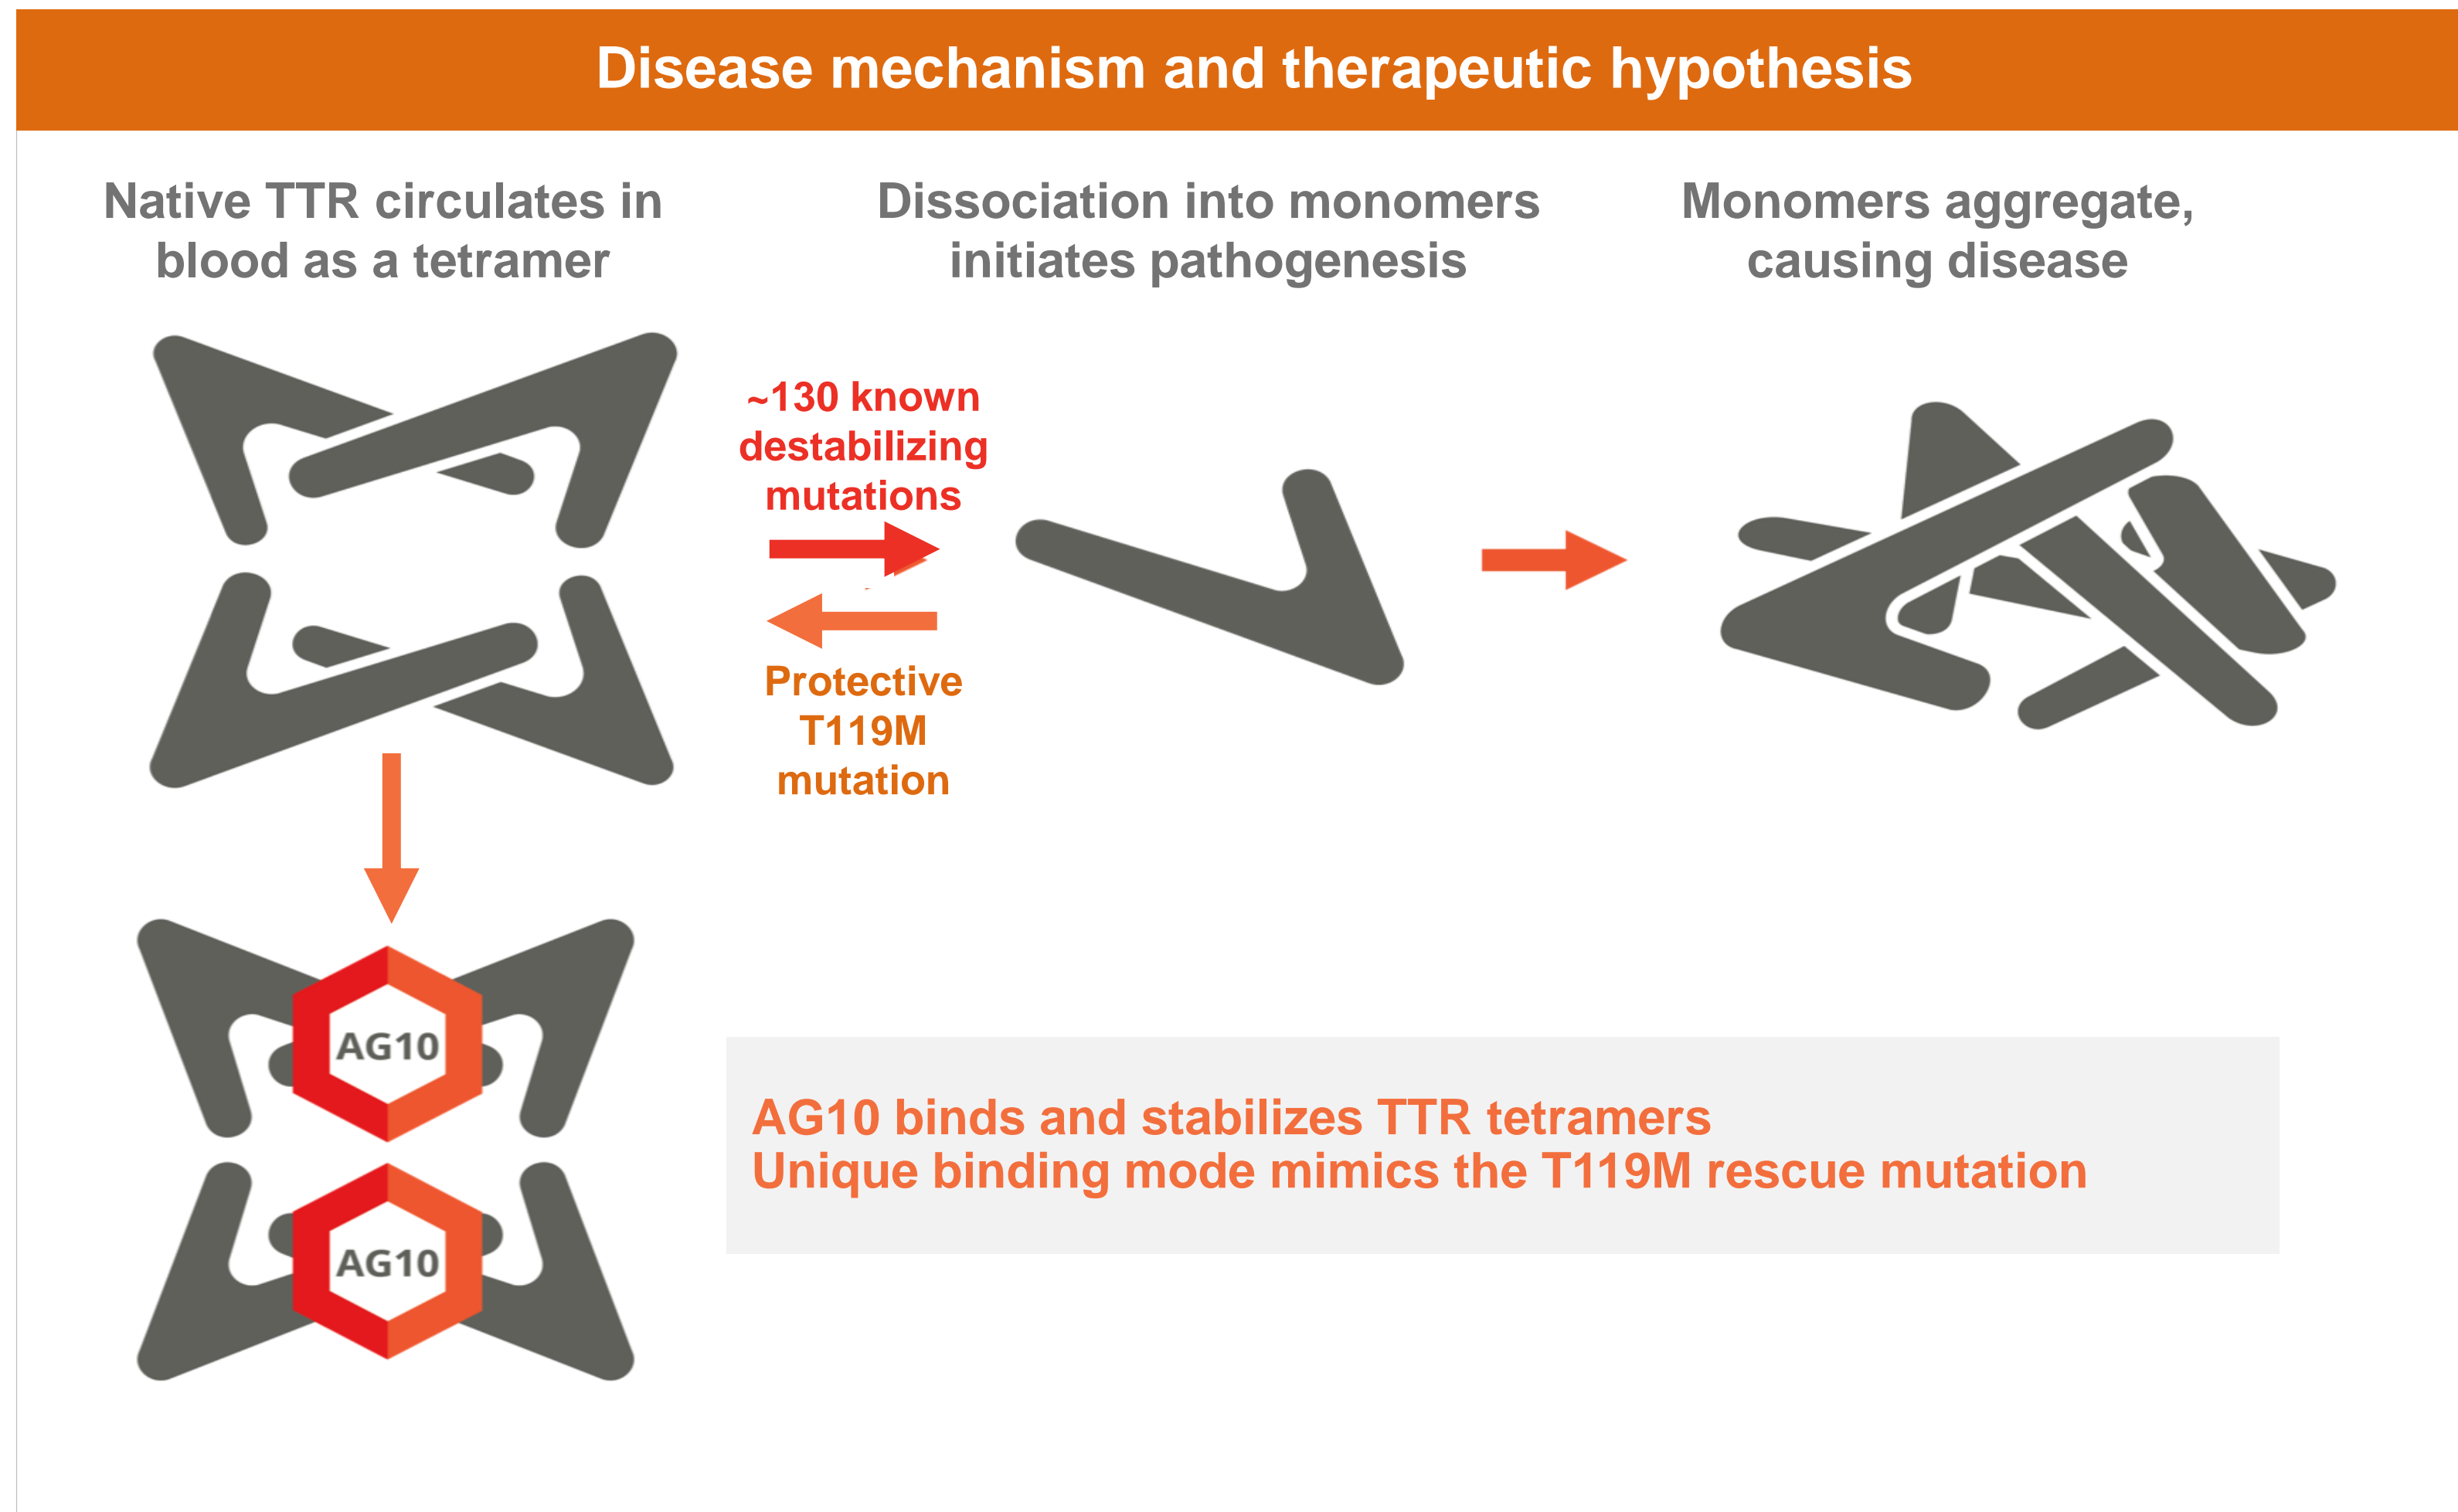 Disease mechanism and therapeutic hypothesis
Native TTR circulates in
blood as a tetramer
Dissociation into monomers
initiates pathogenesis
Monomers aggregate,
causing disease
~130 known
destabilizing
mutations
Protective
T119M
mutation
AG10
AG10
AG10 binds and stabilizes TTR tetramers
Unique binding mode mimics the T119M rescue mutation